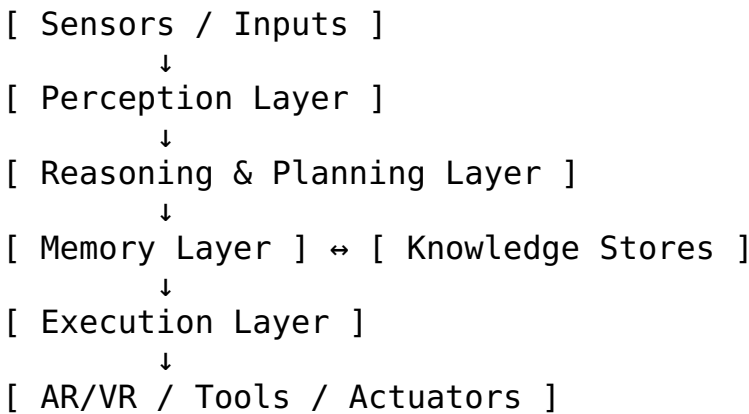 [ Sensors / Inputs ]
↓
[ Perception Layer ]
↓
[ Reasoning & Planning Layer ]
↓
[ Memory Layer ] ↔ [ Knowledge Stores ]
↓
[ Execution Layer ]
↓
[ AR/VR / Tools / Actuators ]